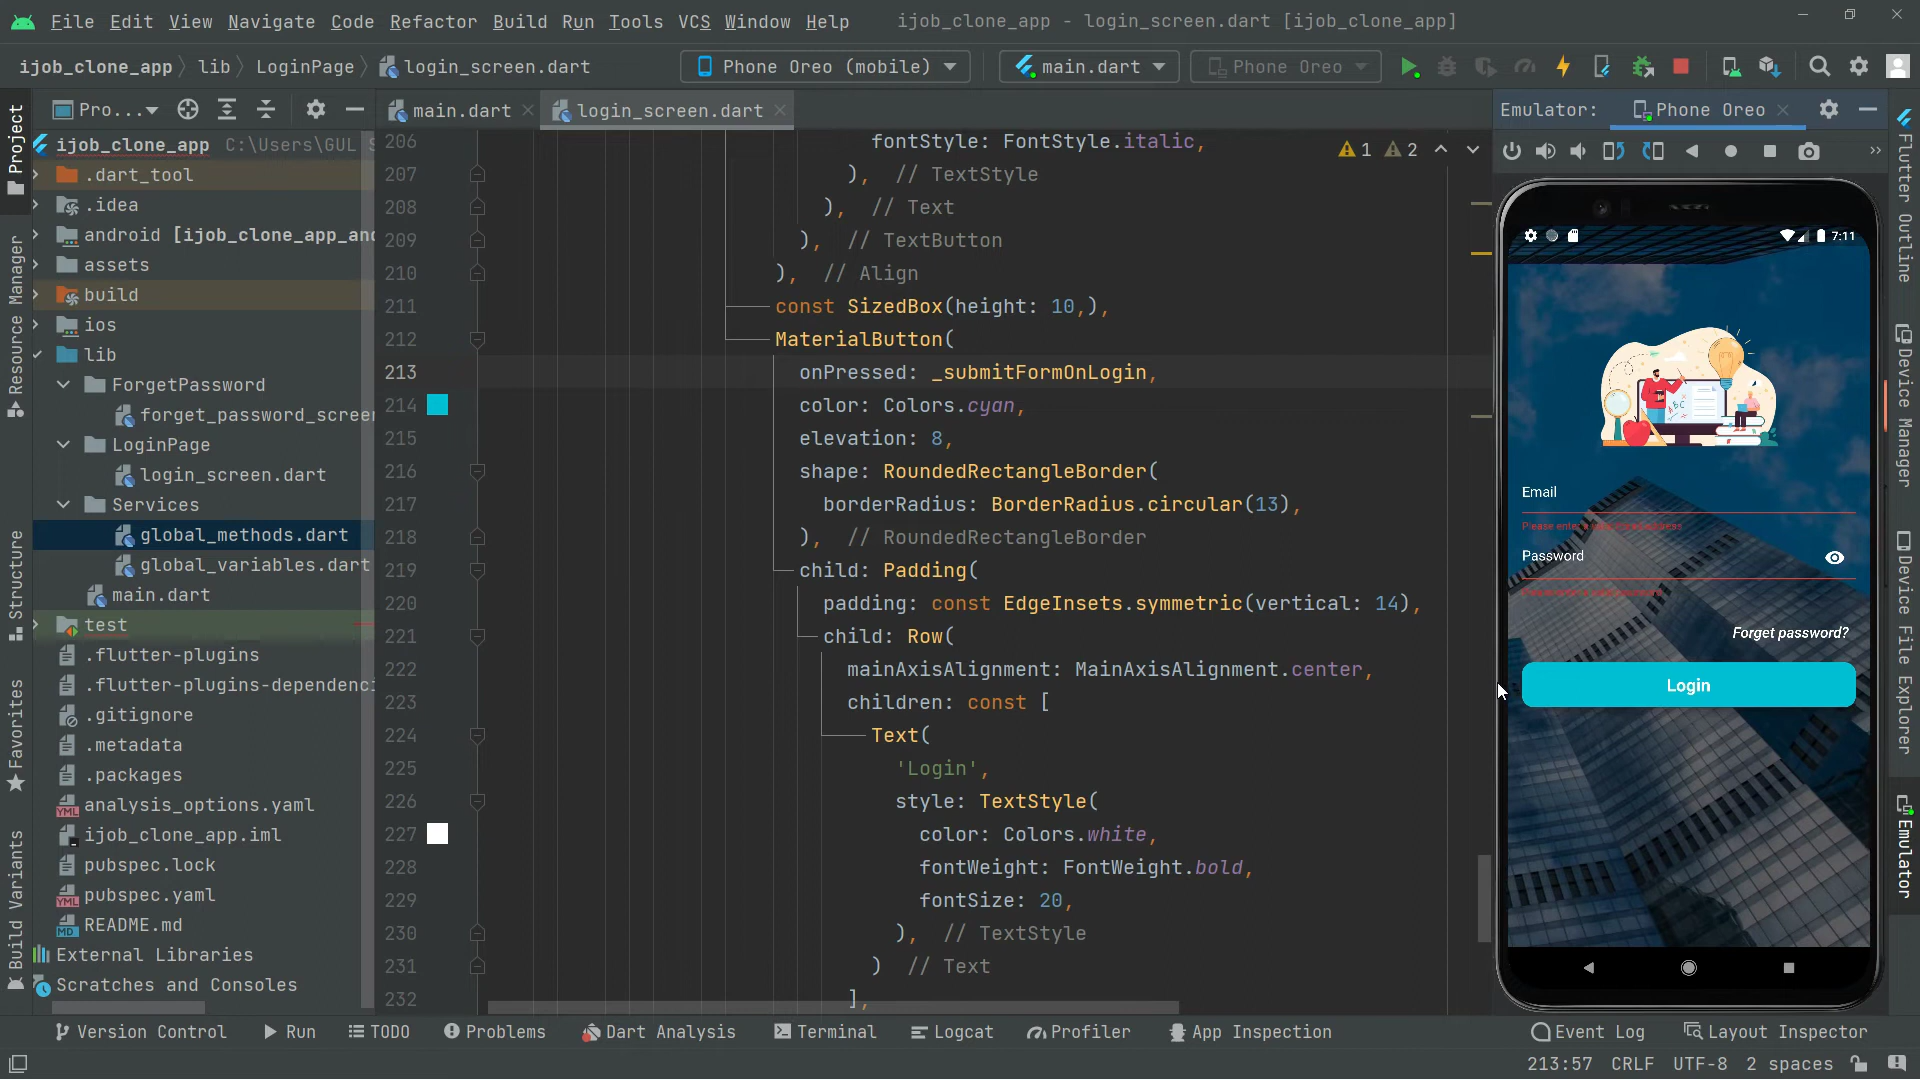 File Edit View Navigate Code Refactor Build Run Tools VCS Window Help ijob_clone_app - login_screen.dart [ijob_clone_app]
ijob_clone_app lib LoginPage login_screen.dart Phone Oreo (mobile) main.dart Phone Oreo
Pro... main.dart login_screen.dart Emulator: Phone Oreo
Project
Resource Manager
Structure
Favorites
Build Variants
ijob_clone_app C:\Users\GUL
.dart_tool
.idea
android [ijob_clone_app_an
assets
build
ios
lib
ForgetPassword
forget_password_scree
LoginPage
login_screen.dart
Services
global_methods.dart
global_variables.dart
main.dart
test
.flutter-plugins
.flutter-plugins-dependenc
.gitignore
.metadata
.packages
analysis_options.yaml
ijob_clone_app.iml
pubspec.lock
pubspec.yaml
README.md
External Libraries
Scratches and Consoles
1 2
206 fontStyle: FontStyle.italic,
207 ), // TextStyle
208 ), // Text
209 ), // TextButton
210 ), // Align
211 const SizedBox(height: 10,),
212 MaterialButton(
213 onPressed: _submitFormOnLogin,
214 color: Colors.cyan,
215 elevation: 8,
216 shape: RoundedRectangleBorder(
217 borderRadius: BorderRadius.circular(13),
218 ), // RoundedRectangleBorder
219 child: Padding(
220 padding: const EdgeInsets.symmetric(vertical: 14),
221 child: Row(
222 mainAxisAlignment: MainAxisAlignment.center,
223 children: const [
224 Text(
225 'Login',
226 style: TextStyle(
227 color: Colors.white,
228 fontWeight: FontWeight.bold,
229 fontSize: 20,
230 ), // TextStyle
231 ) // Text
232 ],
7:11
ABC
Email
Please enter a valid
Password
Forget password?
Login
Flutter Outline
Device Manager
Device File Explorer
Emulator
Version Control Run TODO Problems Dart Analysis Terminal Logcat Profiler App Inspection Event Log Layout Inspector
213:57 CRLF UTF-8 2 spaces